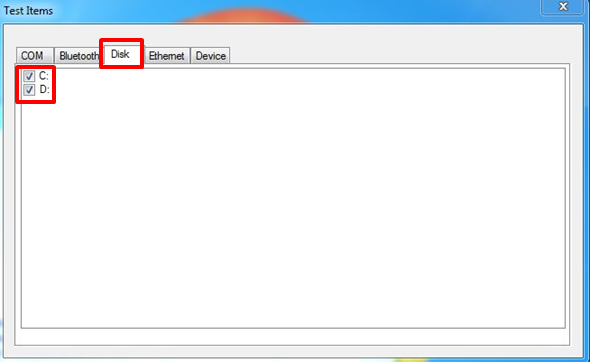 Test Items
COM Bluetooth Disk Ethernet Device
C:
D: